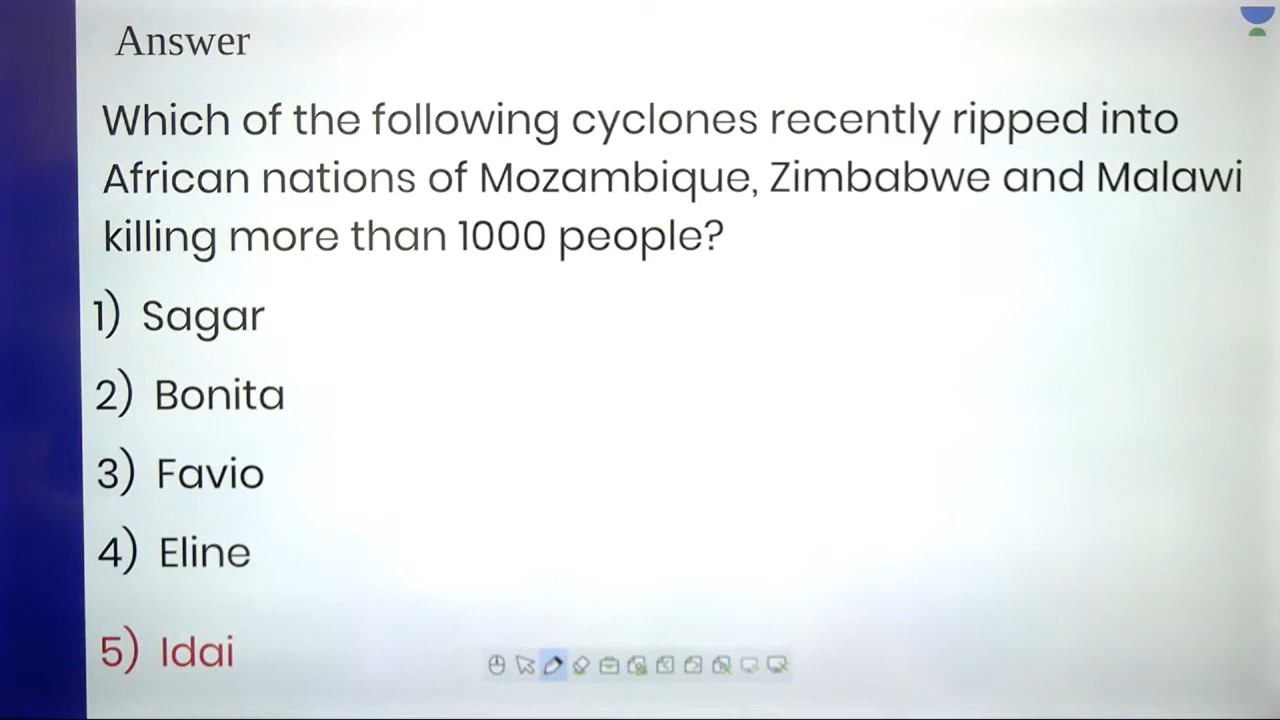 Answer
Which of the following cyclones recently ripped into
African nations of Mozambique, Zimbabwe and Malawi
killing more than 1000 people?
1) Sagar
2) Bonita
3) Favio
4) Eline
5) Idai